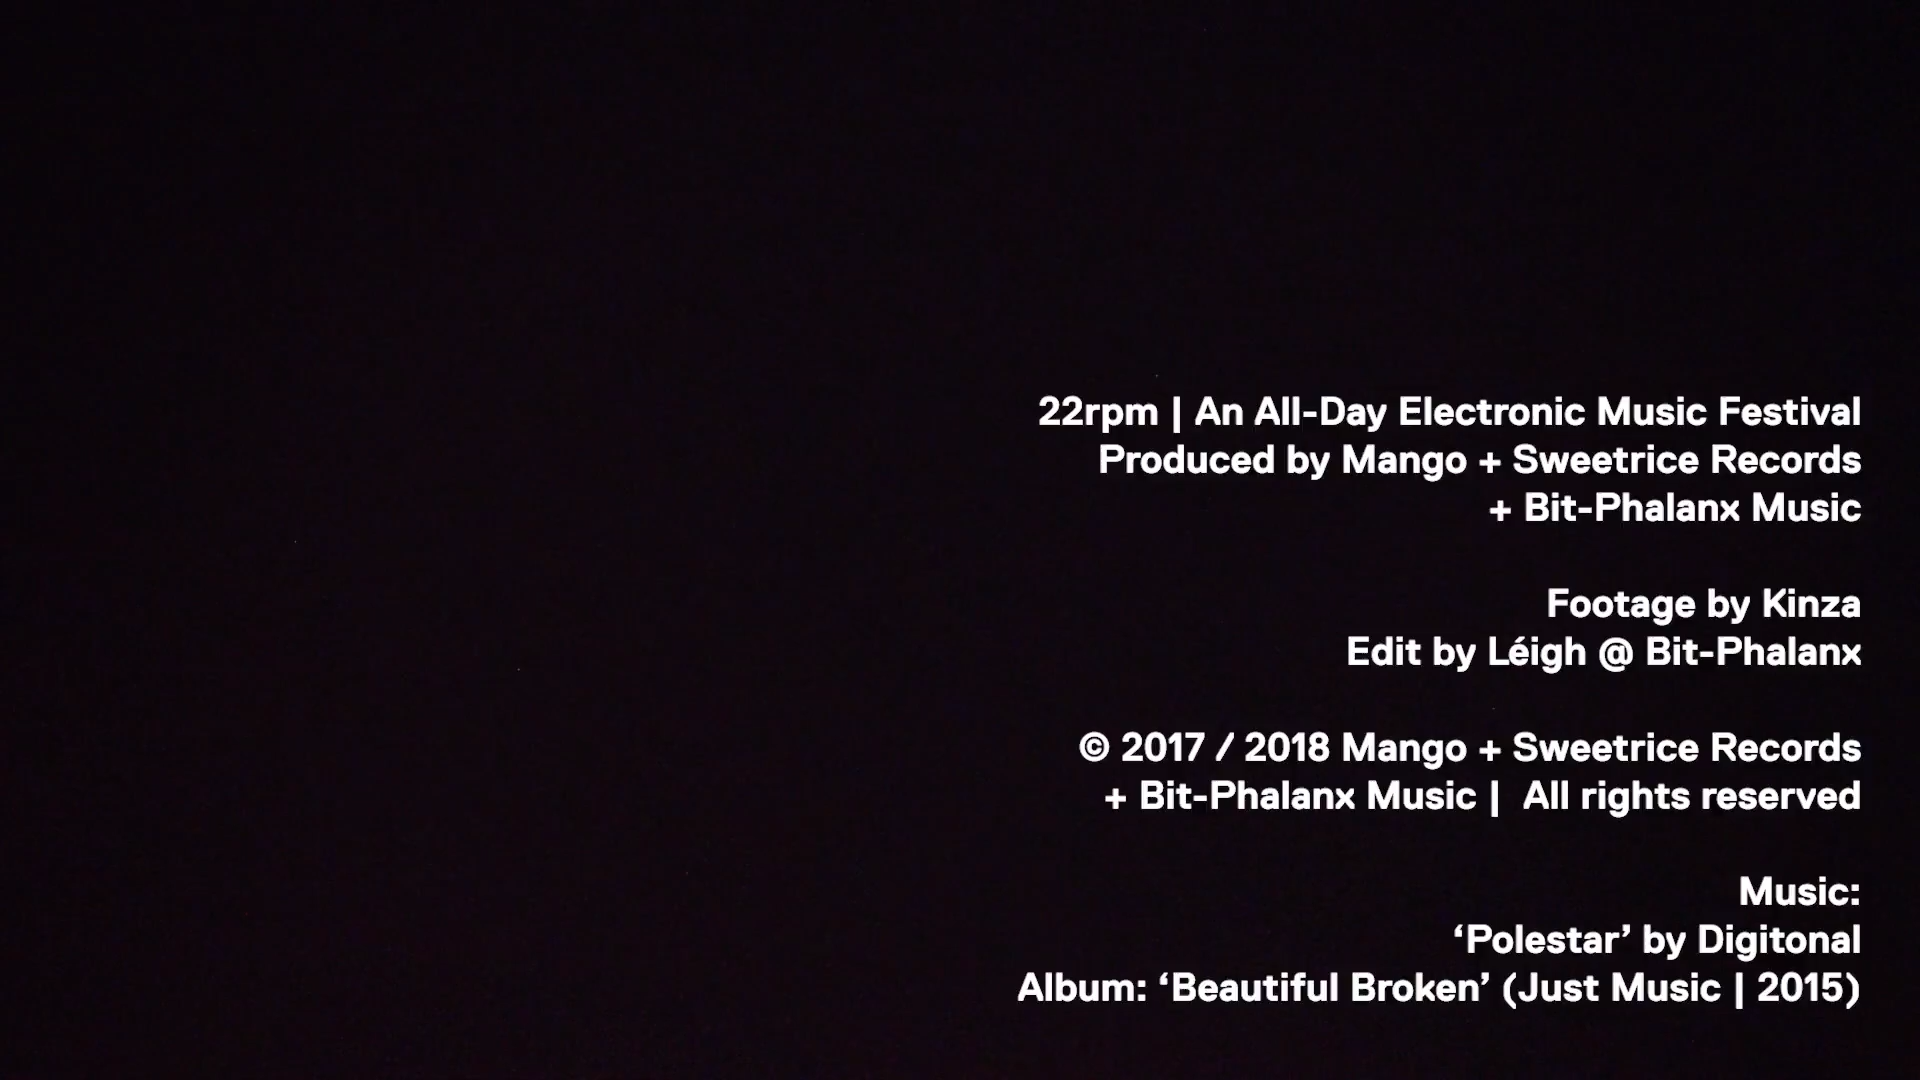 22rpm | An All-Day Electronic Music Festival
Produced by Mango + Sweetrice Records
+ Bit-Phalanx Music
Footage by Kinza
Edit by Léigh @ Bit-Phalanx
© 2017 / 2018 Mango + Sweetrice Records
+ Bit-Phalanx Music |  All rights reserved
Music:
‘Polestar’ by Digitonal
Album: ‘Beautiful Broken’ (Just Music | 2015)